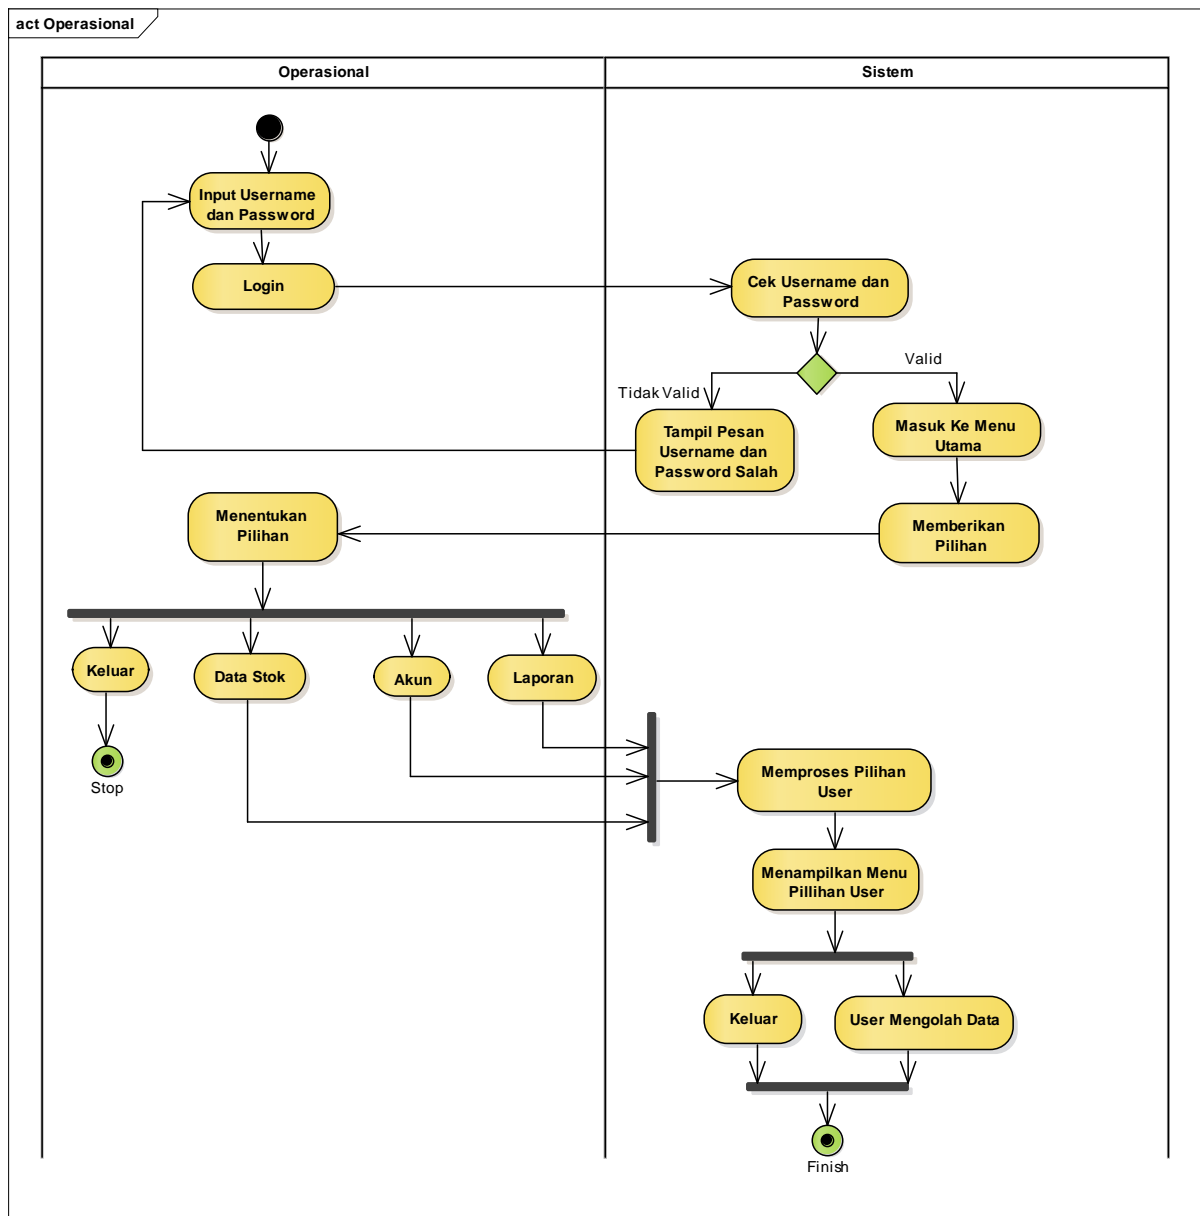 act Operasional
Operasional
Sistem
Input Username
dan Password
Login
Cek Username dan
Password
Valid
Tidak Valid
Tampil Pesan
Username dan
Password Salah
Masuk Ke Menu
Utama
Menentukan
Pilihan
Memberikan
Pilihan
Keluar
Data Stok
Akun
Laporan
Stop
Memproses Pilihan
User
Menampilkan Menu
Pillihan User
Keluar
User Mengolah Data
Finish